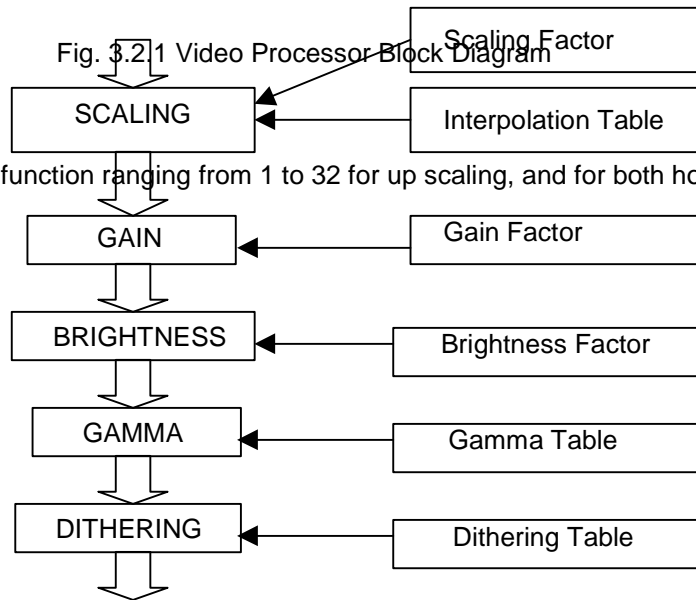 Scaling Factor
Fig. 3.2.1 Video Processor Block Diagram
SCALING
Interpolation Table
function ranging from 1 to 32 for up scaling, and for both
GAIN
Gain Factor
BRIGHTNESS
Brightness Factor
GAMMA
Gamma Table
DITHERING
Dithering Table